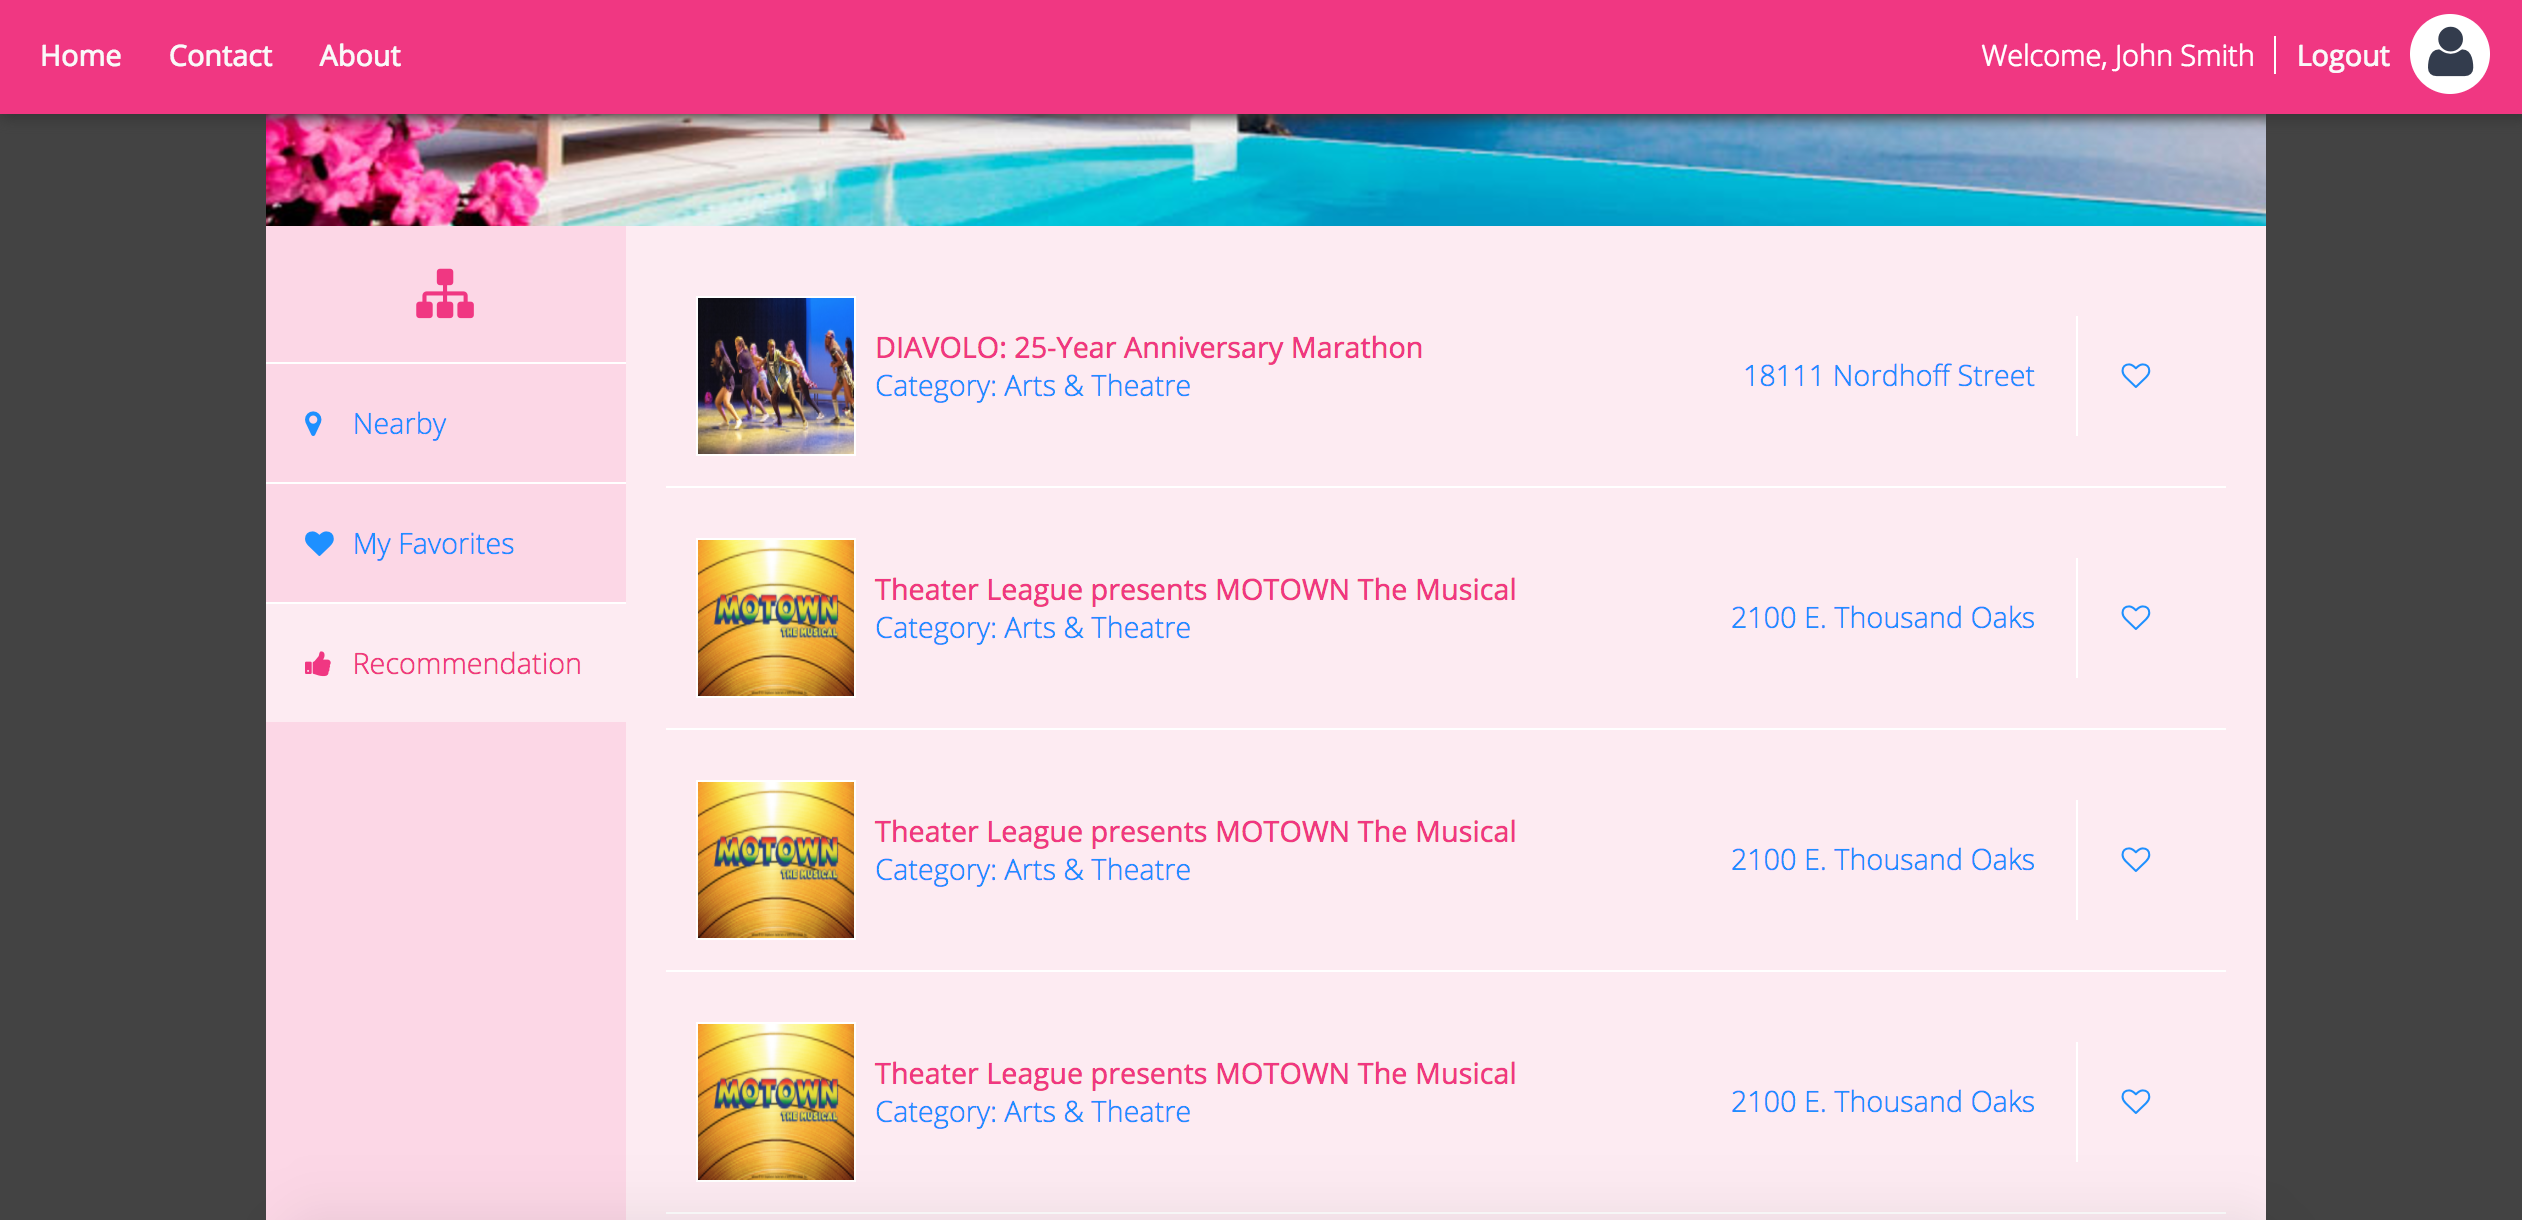 Home Contact About Welcome, John Smith Logout
DIAVOLO: 25-Year Anniversary Marathon
Category: Arts & Theatre
18111 Nordhoff Street
Nearby
My Favorites
Recommendation
MOTOWN
THE MUSICAL
Theater League presents MOTOWN The Musical
Category: Arts & Theatre
2100 E. Thousand Oaks
MOTOWN
THE MUSICAL
Theater League presents MOTOWN The Musical
Category: Arts & Theatre
2100 E. Thousand Oaks
MOTOWN
THE MUSICAL
Theater League presents MOTOWN The Musical
Category: Arts & Theatre
2100 E. Thousand Oaks